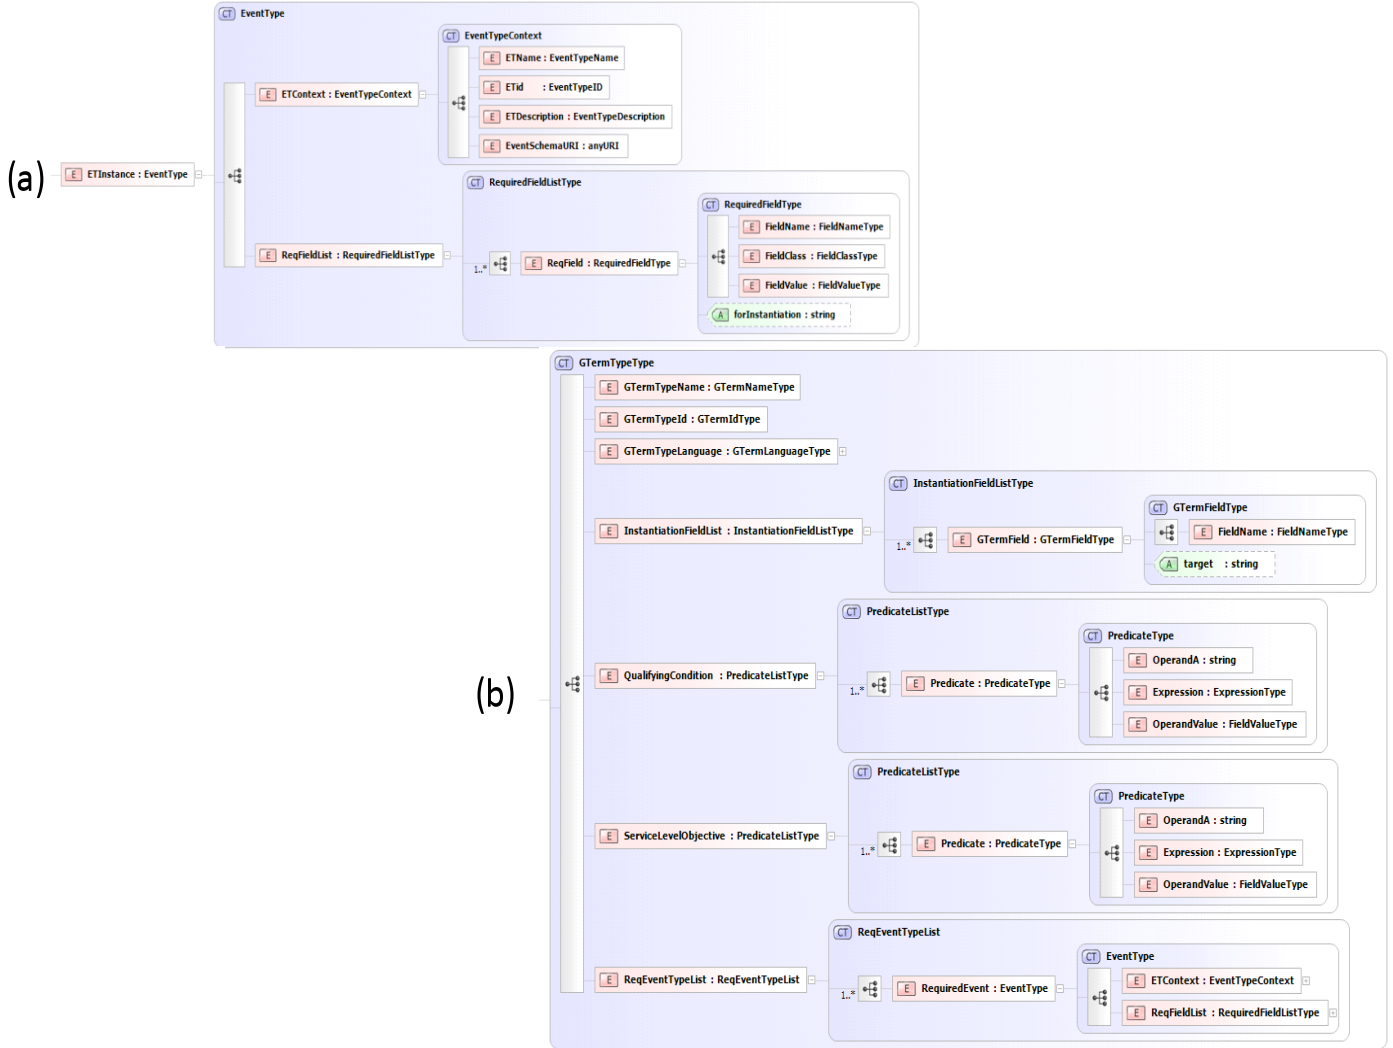 CT EventType
CT EventTypeContext
E ETName : EventTypeName
E ETid : EventTypeID
E ETContext : EventTypeContext
E ETDescription : EventTypeDescription
E EventSchemaURI : anyURI
(a)
E ETInstance : EventType
CT RequiredFieldListType
CT RequiredFieldType
E FieldName : FieldNameType
E ReqFieldList : RequiredFieldListType
1..*
E ReqField : RequiredFieldType
E FieldClass : FieldClassType
E FieldValue : FieldValueType
A forInstantiation : string
CT GTermTypeType
E GTermTypeName : GTermNameType
E GTermTypeId : GTermIdType
E GTermTypeLanguage : GTermLanguageType
CT InstantiationFieldListType
CT GTermFieldType
E InstantiationFieldList : InstantiationFieldListType
1..*
E GTermField : GTermFieldType
E FieldName : FieldNameType
A target : string
CT PredicateListType
CT PredicateType
E OperandA : string
E QualifyingCondition : PredicateListType
1..*
E Predicate : PredicateType
E Expression : ExpressionType
(b)
E OperandValue : FieldValueType
CT PredicateListType
CT PredicateType
E OperandA : string
E ServiceLevelObjective : PredicateListType
1..*
E Predicate : PredicateType
E Expression : ExpressionType
E OperandValue : FieldValueType
CT ReqEventTypeList
CT EventType
E ReqEventTypeList : ReqEventTypeList
1..*
E RequiredEvent : EventType
E ETContext : EventTypeContext
E ReqFieldList : RequiredFieldListType